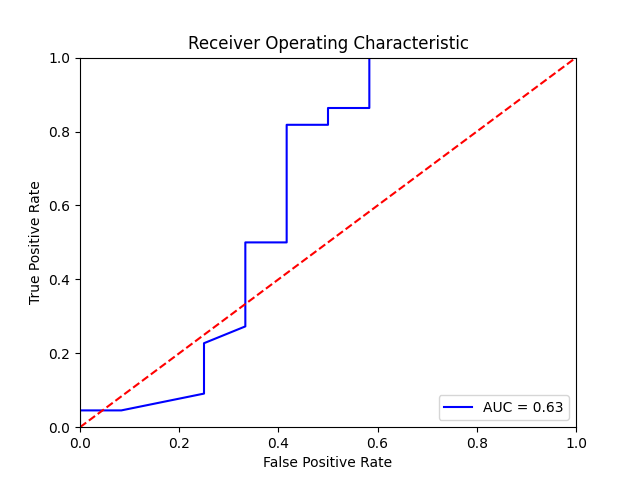 Receiver Operating Characteristic
True Positive Rate
1.0
0.8
0.6
0.4
0.2
0.0
AUC = 0.63
0.0 0.2 0.4 0.6 0.8 1.0
False Positive Rate